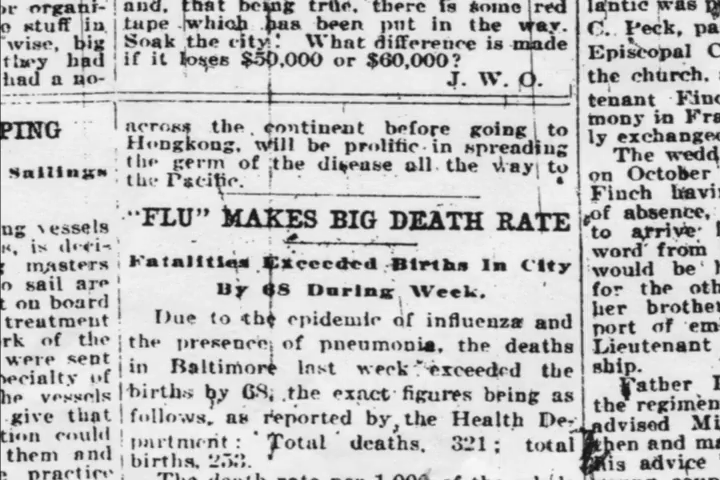 or organi-
e stuff in
wise, big
they had
had a no-
PING
Sailings
ng vessels
s, is deci-
masters
o sail are
t on board
treatment
rk of the
were sent
pecialty of
he vessels
give that
tion could
them and
practice
and, that being true, there is some red
tape which has been put in the way.
Soak the city! What difference is made
if it loses $50,000 or $60,000?
J. W. O.
across the continent before going to
Hongkong, will be prolific in spreading
the germ of the disease all the way to
the Pacific.
"FLU" MAKES BIG DEATH RATE
Fatalities Exceeded Births In City
By 68 During Week.
Due to the epidemic of influenza and
the presence of pneumonia, the deaths
in Baltimore last week exceeded the
births by 68, the exact figures being as
follows, as reported by the Health De-
partment: Total deaths, 321; total
births, 253.
The death rate per 1,000 of the
lantic was
C. Peck, pa
Episcopal C
the church.
tenant Finc
mony in Fra
ly exchange
The wedd
on October
Finch havi
of absence,
to arrive
word from
would be
for the oth
her brothe
port of em
Lieutenant
ship.
Father
the regimen
advised Mi
then and ma
his advice